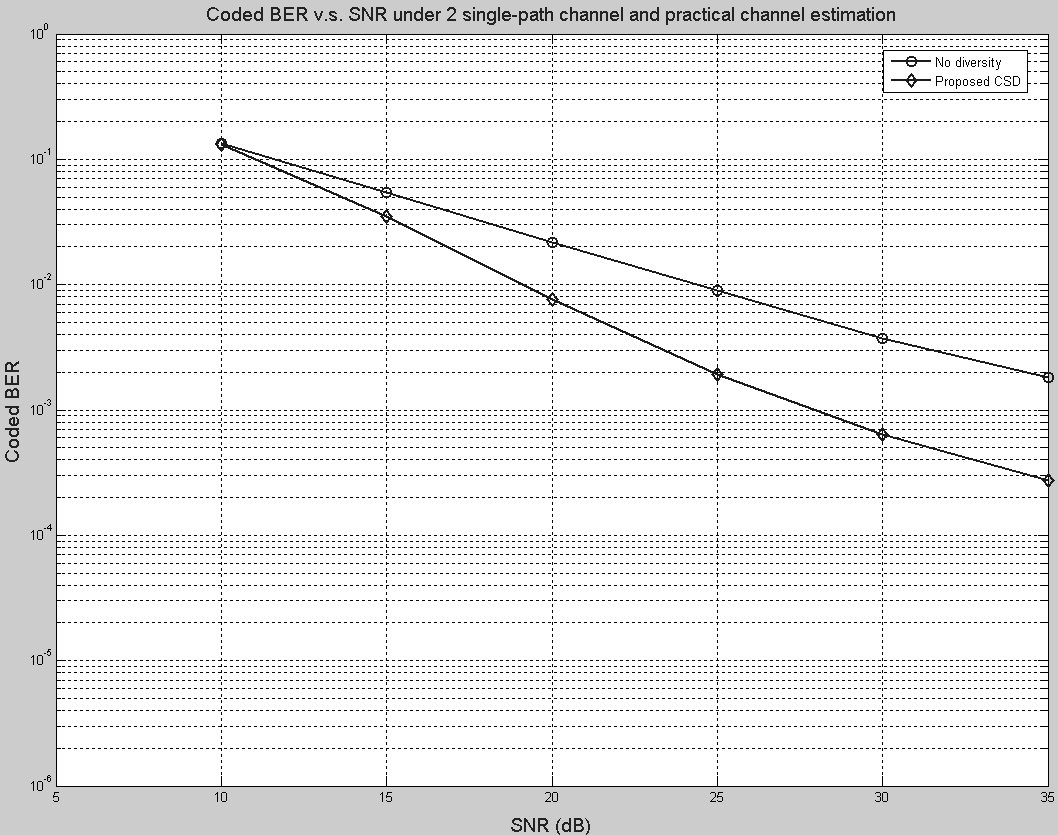 Coded BER v.s. SNR under 2 single-path channel and practical channel estimation
No diversity
Proposed CSD
10^0
10^-1
10^-2
10^-3
10^-4
10^-5
10^-6
Coded BER
5 10 15 20 25 30 35
SNR (dB)